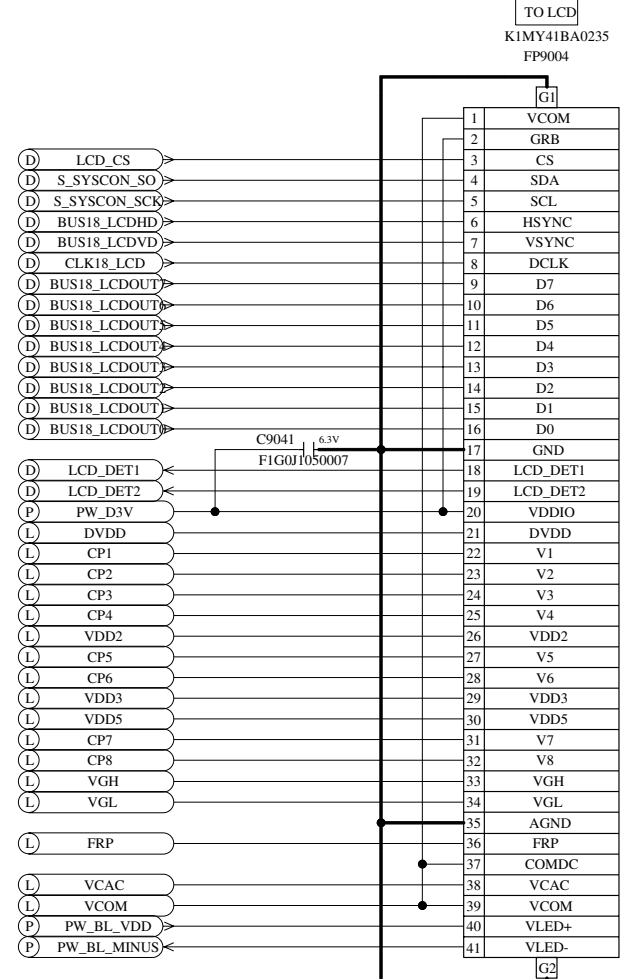 TO LCD
K1MY41BA0235
FP9004
G1
1 VCOM
2 GRB
D LCD_CS 3 CS
D S_SYSCON_SO 4 SDA
D S_SYSCON_SCK 5 SCL
D BUS18_LCDHD 6 HSYNC
D BUS18_LCDVD 7 VSYNC
D CLK18_LCD 8 DCLK
D BUS18_LCDOUT7 9 D7
D BUS18_LCDOUT6 10 D6
D BUS18_LCDOUT5 11 D5
D BUS18_LCDOUT4 12 D4
D BUS18_LCDOUT3 13 D3
D BUS18_LCDOUT2 14 D2
D BUS18_LCDOUT1 15 D1
D BUS18_LCDOUT0 16 D0
C9041 6.3V 17 GND
F1G0J1050007
D LCD_DET1 18 LCD_DET1
D LCD_DET2 19 LCD_DET2
P PW_D3V 20 VDDIO
L DVDD 21 DVDD
L CP1 22 V1
L CP2 23 V2
L CP3 24 V3
L CP4 25 V4
L VDD2 26 VDD2
L CP5 27 V5
L CP6 28 V6
L VDD3 29 VDD3
L VDD5 30 VDD5
L CP7 31 V7
L CP8 32 V8
L VGH 33 VGH
L VGL 34 VGL
35 AGND
L FRP 36 FRP
37 COMDC
L VCAC 38 VCAC
L VCOM 39 VCOM
P PW_BL_VDD 40 VLED+
P PW_BL_MINUS 41 VLED-
G2